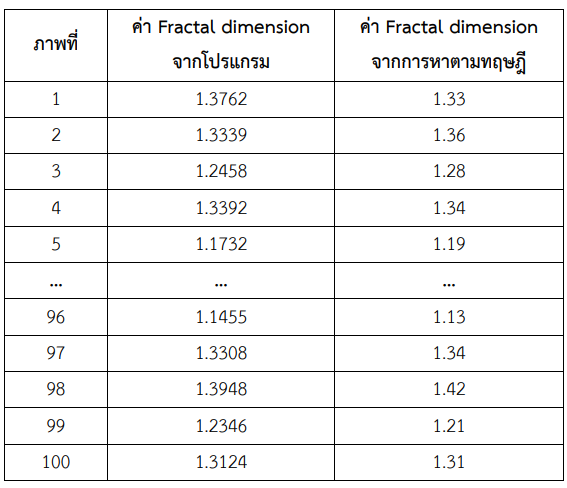 ภาพที่ ค่า Fractal dimension จากโปรแกรม ค่า Fractal dimension จากการหาตามทฤษฎี
1 1.3762 1.33
2 1.3339 1.36
3 1.2458 1.28
4 1.3392 1.34
5 1.1732 1.19
... ... ...
96 1.1455 1.13
97 1.3308 1.34
98 1.3948 1.42
99 1.2346 1.21
100 1.3124 1.31